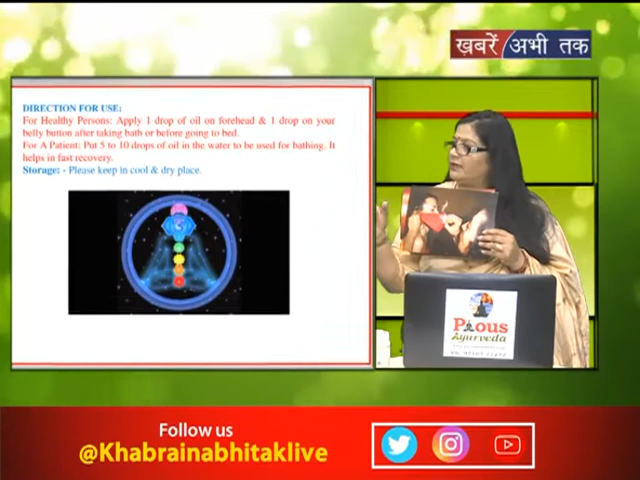 ख़बरें अभी तक
DIRECTION FOR USE:
For Healthy Persons: Apply 1 drop of oil on forehead & 1 drop on your
belly button after taking bath or before going to bed.
For A Patient: Put 5 to 10 drops of oil in the water to be used for bathing. It
helps in fast recovery.
Storage: - Please keep in cool & dry place.
Pious
Ayurveda
Follow us
@Khabrainabhitaklive